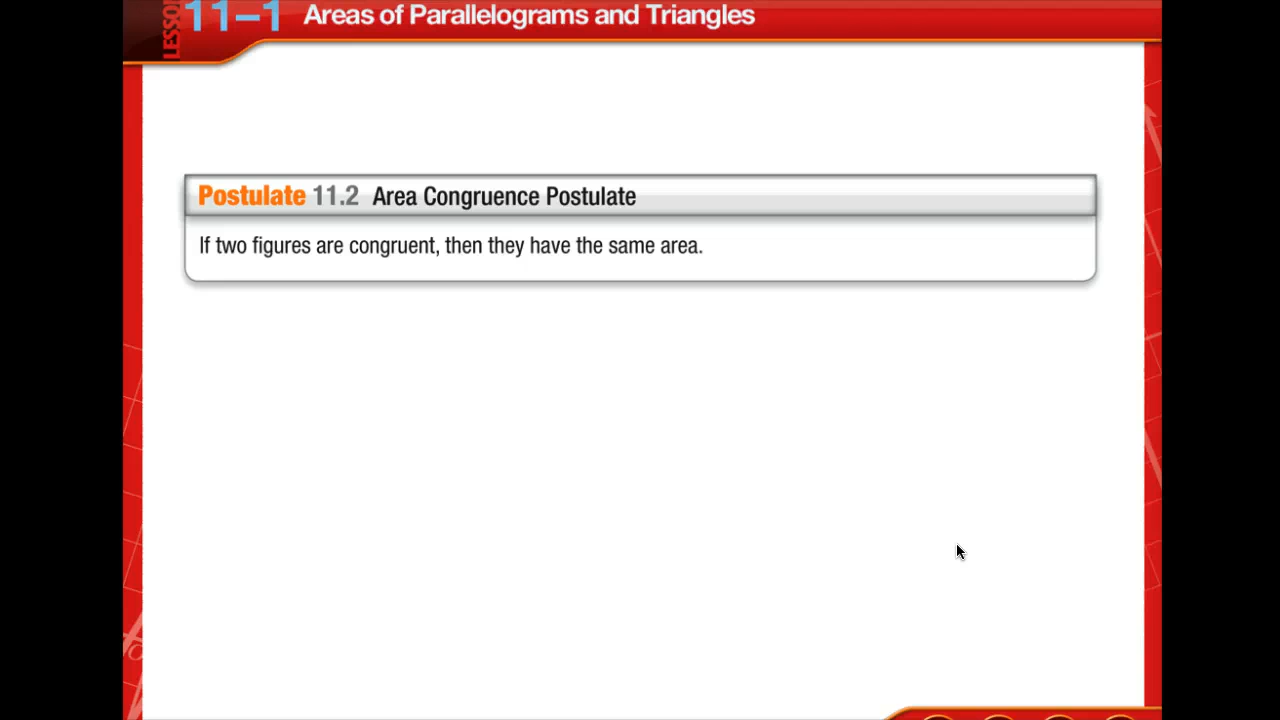 LESSON 11–1 Areas of Parallelograms and Triangles
Postulate 11.2 Area Congruence Postulate
If two figures are congruent, then they have the same area.